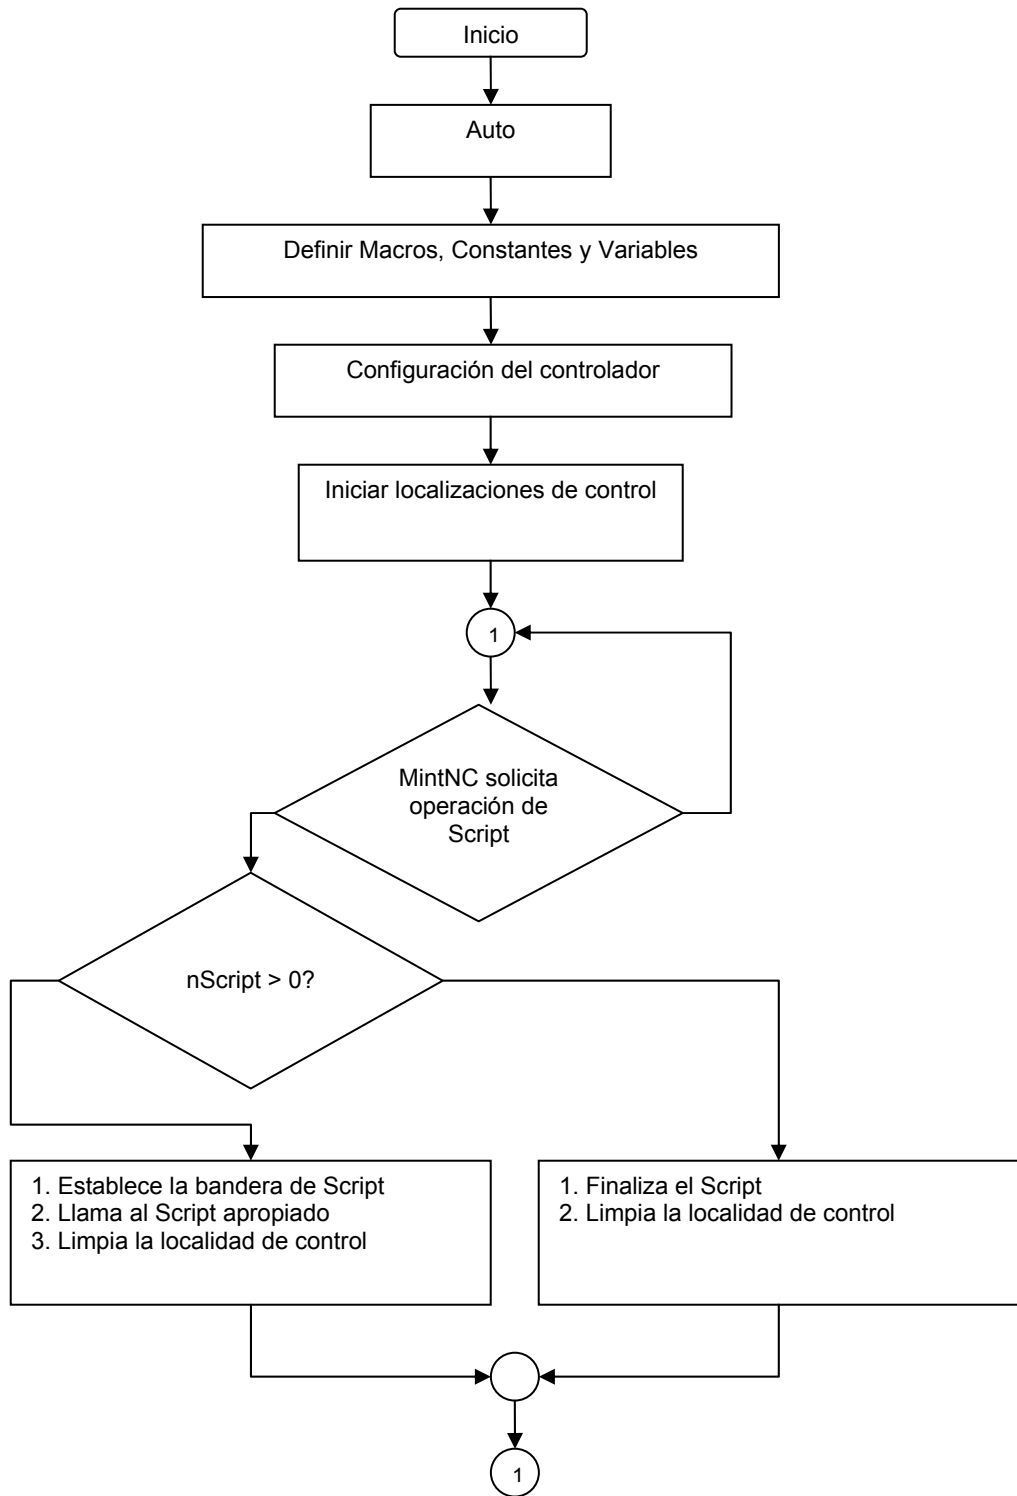 Inicio
Auto
Definir Macros, Constantes y Variables
Configuración del controlador
Iniciar localizaciones de control
1
MintNC solicita
operación de
Script
nScript > 0?
1. Establece la bandera de Script
2. Llama al Script apropiado
3. Limpia la localidad de control
1. Finaliza el Script
2. Limpia la localidad de control
1